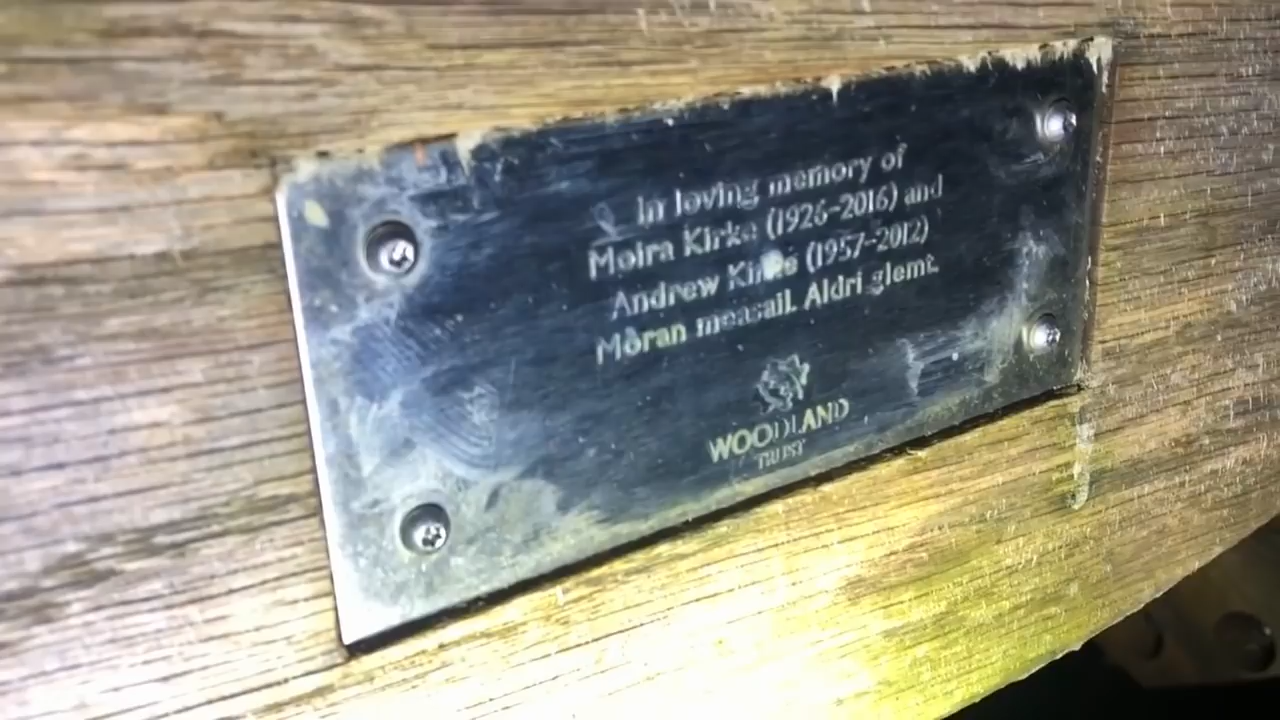 In loving memory of
Moira Kirke (1926-2016) and
Andrew Kirke (1957-2012)
Mòran measail. Aldri glemt.
WOODLAND
TRUST